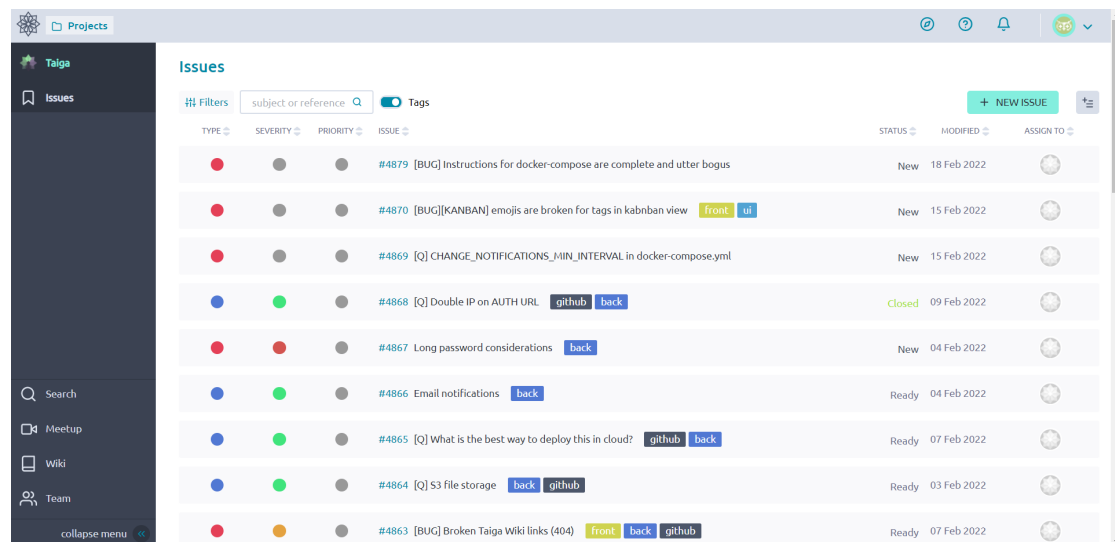 Projects
Taiga
Issues
Issues
Filters
subject or reference
Tags
+ NEW ISSUE
TYPE SEVERITY PRIORITY ISSUE STATUS MODIFIED ASSIGN TO
#4879 [BUG] Instructions for docker-compose are complete and utter bogus New 18 Feb 2022
#4870 [BUG][KANBAN] emojis are broken for tags in kabnban view front ui New 15 Feb 2022
#4869 [Q] CHANGE_NOTIFICATIONS_MIN_INTERVAL in docker-compose.yml New 15 Feb 2022
#4868 [Q] Double IP on AUTH URL github back Closed 09 Feb 2022
#4867 Long password considerations back New 04 Feb 2022
#4866 Email notifications back Ready 04 Feb 2022
#4865 [Q] What is the best way to deploy this in cloud? github back Ready 07 Feb 2022
#4864 [Q] S3 file storage back github Ready 03 Feb 2022
#4863 [BUG] Broken Taiga Wiki links (404) front back github Ready 07 Feb 2022
Search
Meetup
Wiki
Team
collapse menu